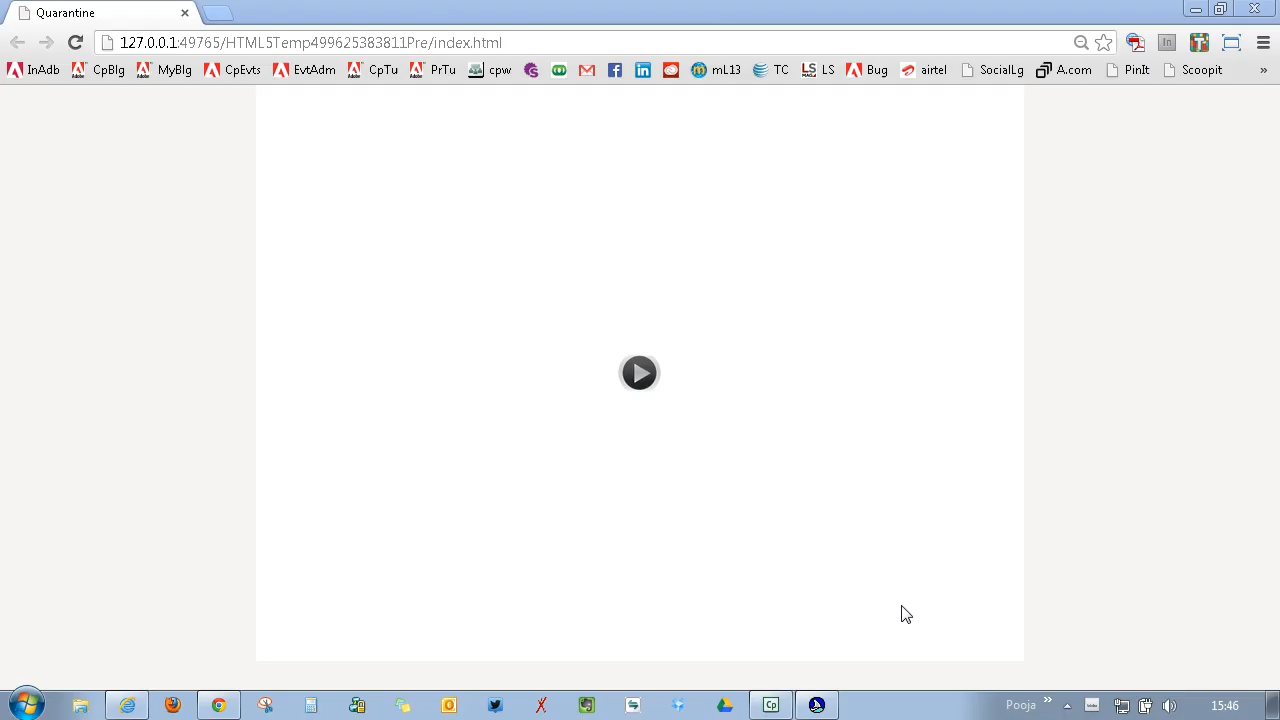 Quarantine
127.0.0.1:49765/HTML5Temp499625383811Pre/index.htm
InAdb CpBlg MyBlg CpEvts EvtAdm CpTu PrTu cpw mL13 TC LS Bug airtel SocialLg A.com PinIt Scoopit »
Pooja » 15:46